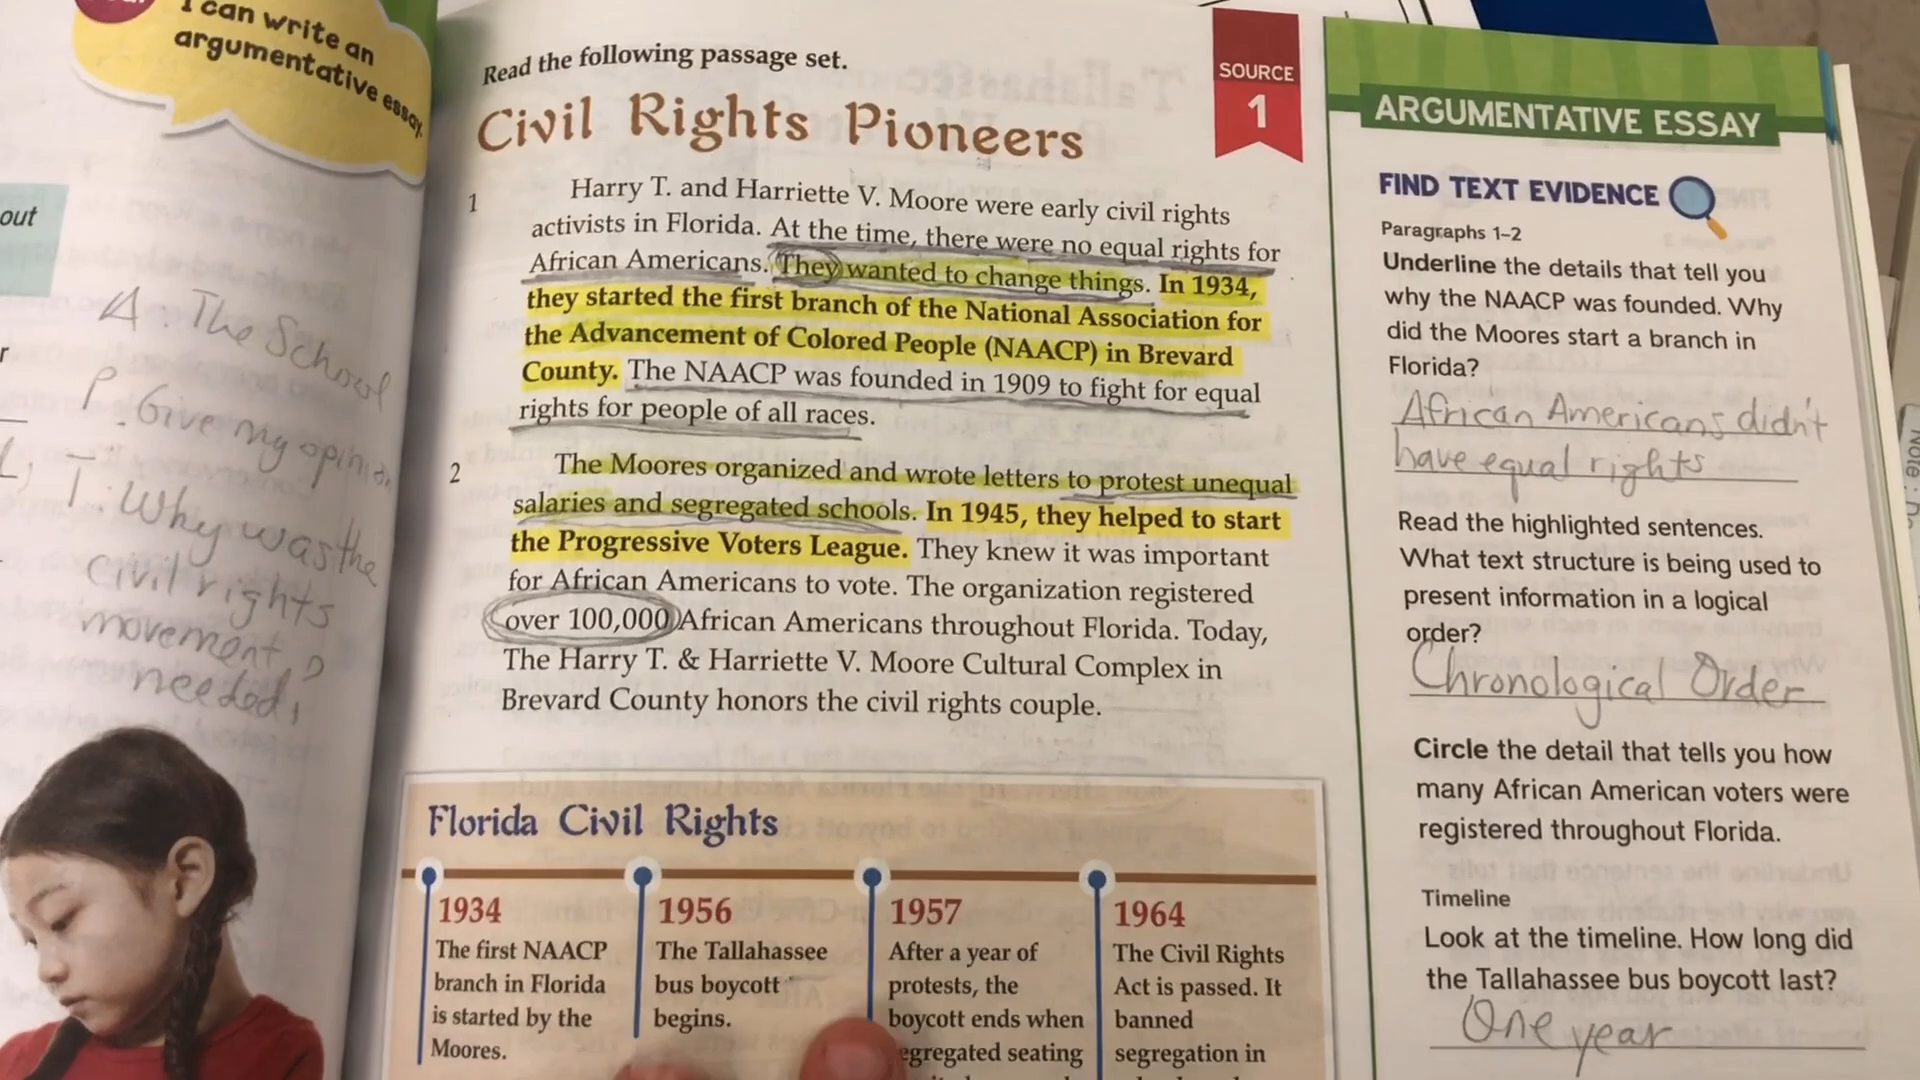 I can write an
argumentative essay.
out
r
A: The School
P: Give my opinion
T: Why was the
civil rights
movement
needed?
Read the following passage set.
SOURCE
1
Civil Rights Pioneers
1 Harry T. and Harriette V. Moore were early civil rights
activists in Florida. At the time, there were no equal rights for
African Americans. They wanted to change things. In 1934,
they started the first branch of the National Association for
the Advancement of Colored People (NAACP) in Brevard
County. The NAACP was founded in 1909 to fight for equal
rights for people of all races.
2 The Moores organized and wrote letters to protest unequal
salaries and segregated schools. In 1945, they helped to start
the Progressive Voters League. They knew it was important
for African Americans to vote. The organization registered
over 100,000 African Americans throughout Florida. Today,
The Harry T. & Harriette V. Moore Cultural Complex in
Brevard County honors the civil rights couple.
Florida Civil Rights
1934
The first NAACP
branch in Florida
is started by the
Moores.
1956
The Tallahassee
bus boycott
begins.
1957
After a year of
protests, the
boycott ends when
segregated seating
1964
The Civil Rights
Act is passed. It
banned
segregation in
ARGUMENTATIVE ESSAY
FIND TEXT EVIDENCE
Paragraphs 1–2
Underline the details that tell you
why the NAACP was founded. Why
did the Moores start a branch in
Florida?
African Americans didn't
have equal rights
Read the highlighted sentences.
What text structure is being used to
present information in a logical
order?
Chronological Order
Circle the detail that tells you how
many African American voters were
registered throughout Florida.
Timeline
Look at the timeline. How long did
the Tallahassee bus boycott last?
One year
Note: